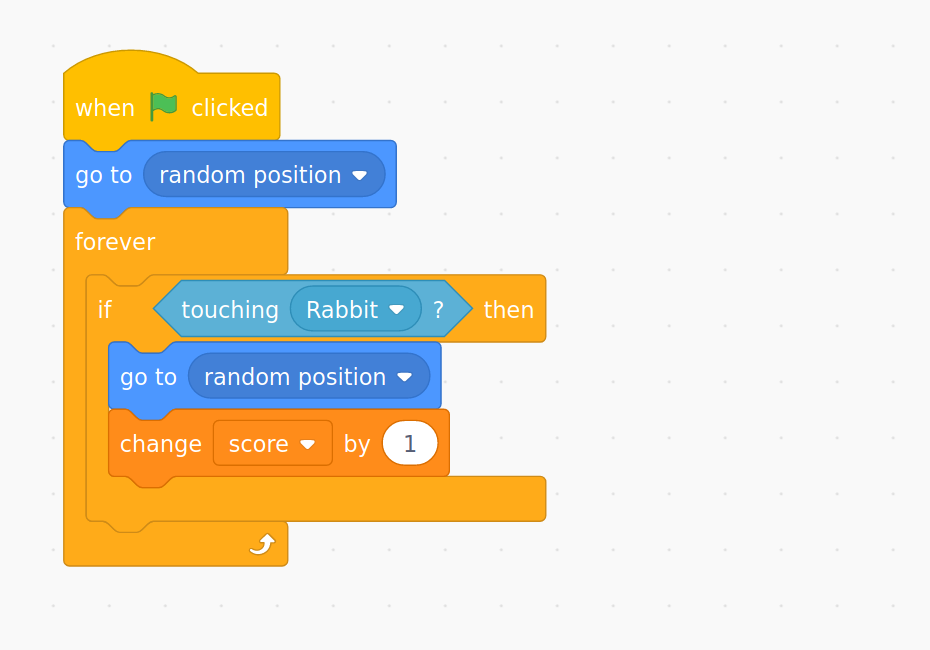 when clicked
go to random position
forever
if touching Rabbit ? then
go to random position
change score by 1